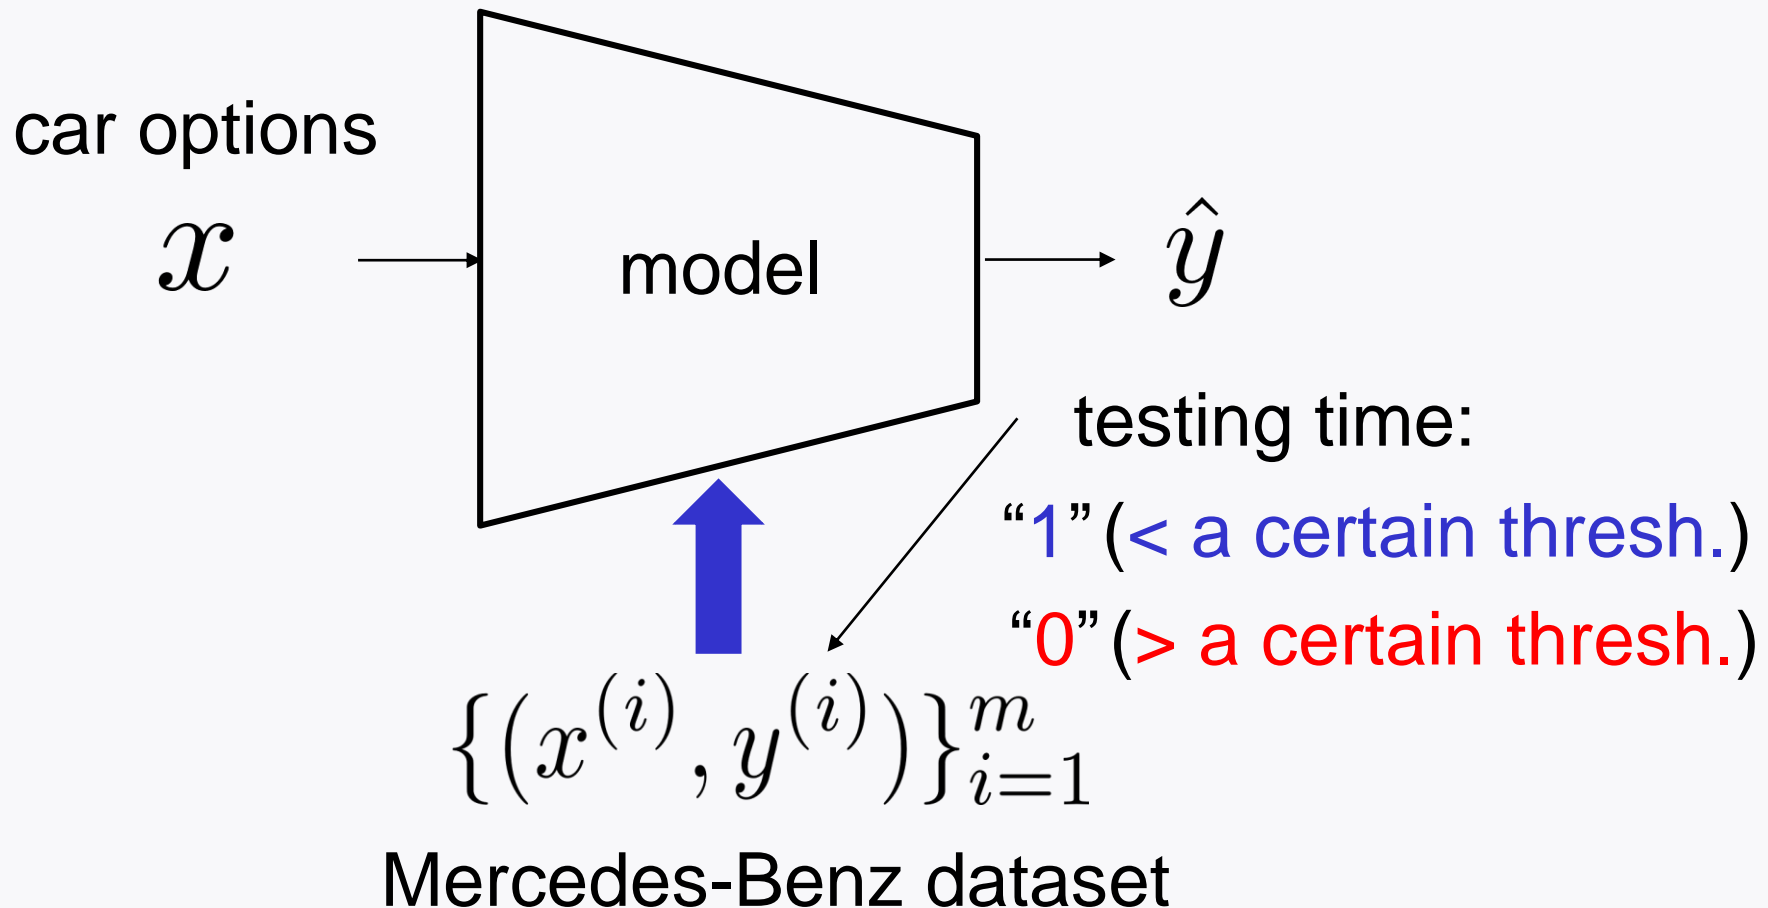 car options
x
model
ŷ
testing time:
“1” (< a certain thresh.)
“0” (> a certain thresh.)
{(x^{(i)}, y^{(i)})}_{i=1}^{m}
Mercedes-Benz dataset